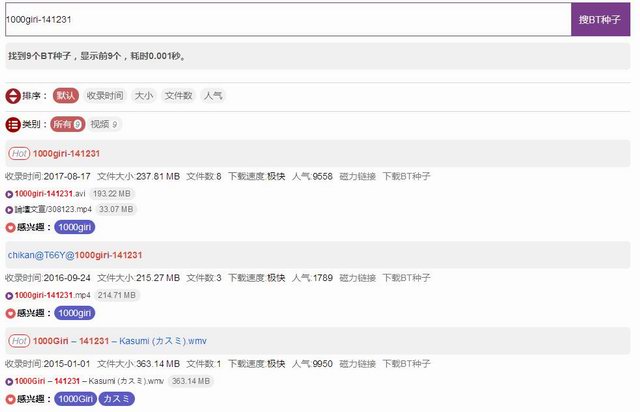 1000giri-141231 搜BT种子
找到9个BT种子，显示前9个，耗时0.001秒。
排序： 默认 收录时间 大小 文件数 人气
类别： 所有 9 视频 9
Hot 1000giri-141231
收录时间:2017-08-17 文件大小:237.81 MB 文件数:8 下载速度:极快 人气:9558 磁力链接 下载BT种子
1000giri-141231.avi 193.22 MB
論壇文宣/308123.mp4 33.07 MB
感兴趣： 1000giri
chikan@T66Y@1000giri-141231
收录时间:2016-09-24 文件大小:215.27 MB 文件数:3 下载速度:极快 人气:1789 磁力链接 下载BT种子
1000giri-141231.mp4 214.71 MB
感兴趣： 1000giri
Hot 1000Giri – 141231 – Kasumi (カスミ).wmv
收录时间:2015-01-01 文件大小:363.14 MB 文件数:1 下载速度:极快 人气:9950 磁力链接 下载BT种子
1000Giri – 141231 – Kasumi (カスミ).wmv 363.14 MB
感兴趣： 1000Giri カスミ